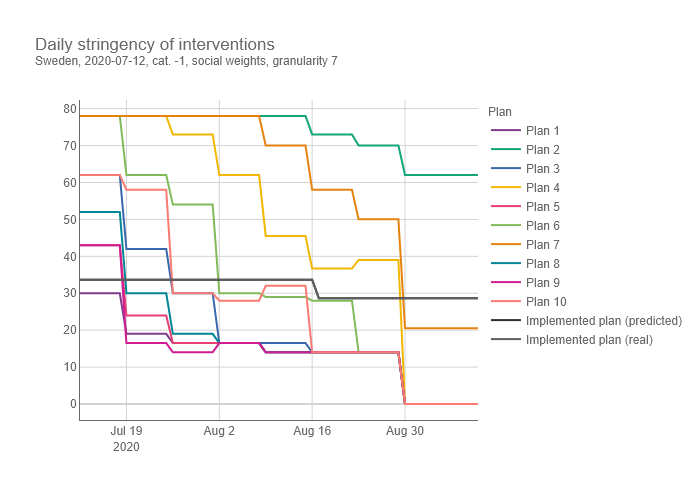 Daily stringency of interventions
Sweden, 2020-07-12, cat. -1, social weights, granularity 7
80
70
60
50
40
30
20
10
0
Jul 19
2020
Aug 2
Aug 16
Aug 30
Plan
Plan 1
Plan 2
Plan 3
Plan 4
Plan 5
Plan 6
Plan 7
Plan 8
Plan 9
Plan 10
Implemented plan (predicted)
Implemented plan (real)